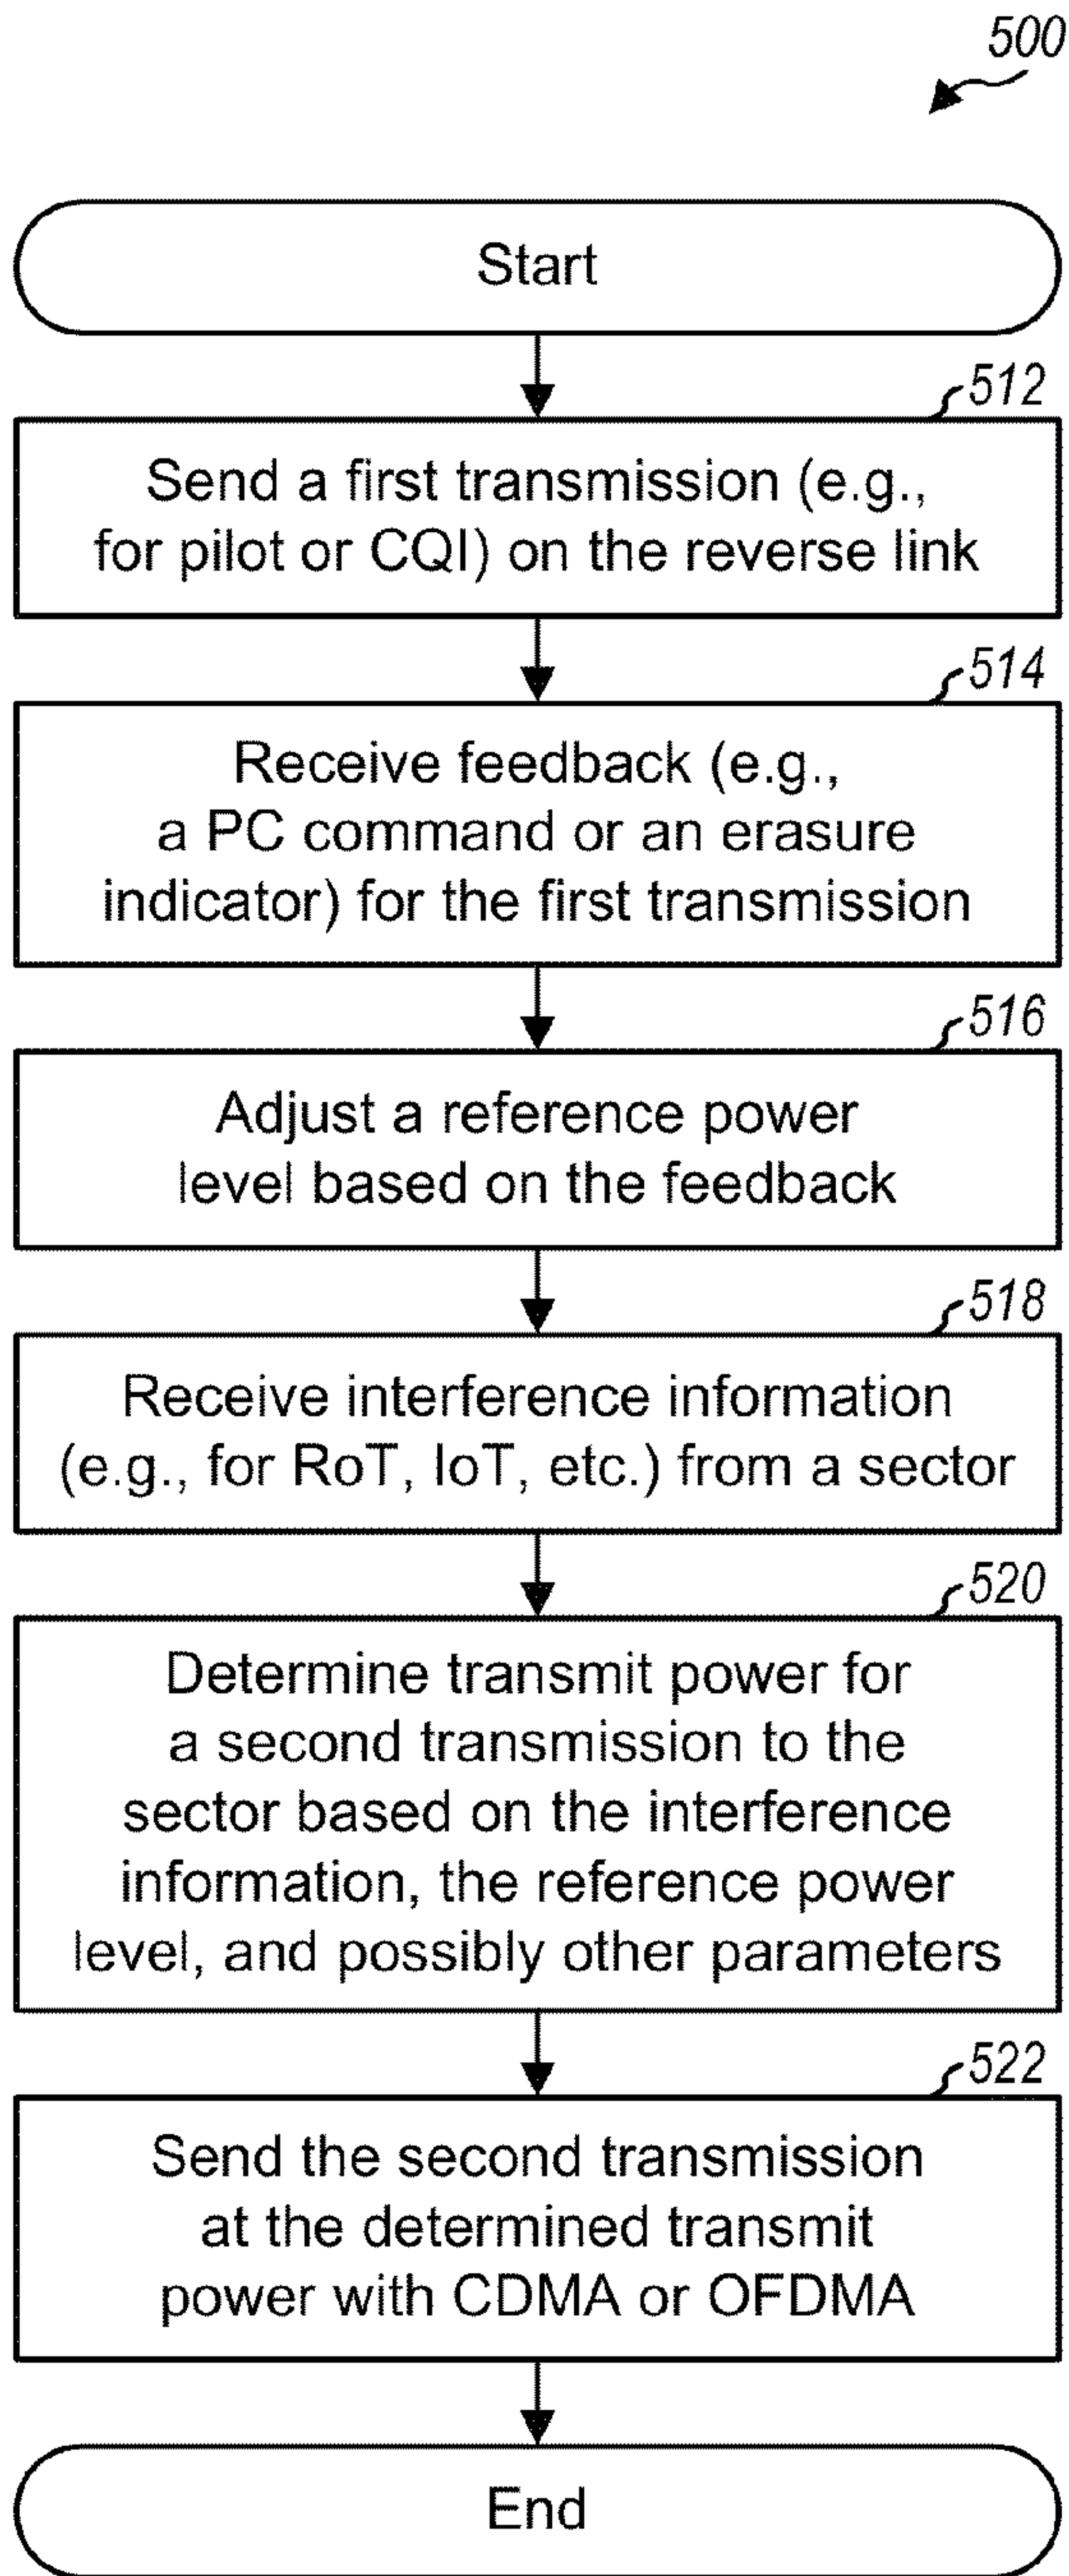 500
Start
512
Send a first transmission (e.g.,
for pilot or CQI) on the reverse link
514
Receive feedback (e.g.,
a PC command or an erasure
indicator) for the first transmission
516
Adjust a reference power
level based on the feedback
518
Receive interference information
(e.g., for RoT, IoT, etc.) from a sector
520
Determine transmit power for
a second transmission to the
sector based on the interference
information, the reference power
level, and possibly other parameters
522
Send the second transmission
at the determined transmit
power with CDMA or OFDMA
End